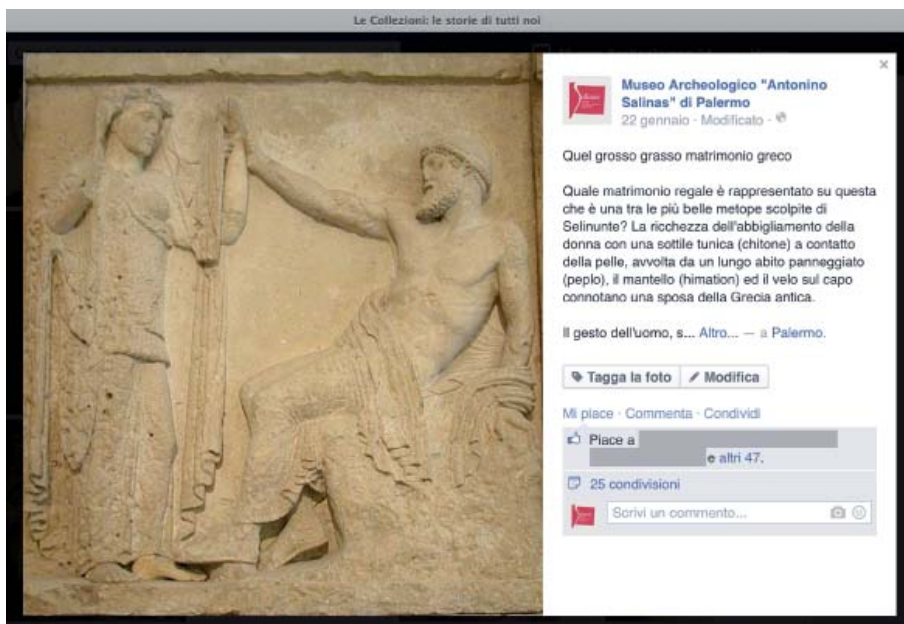 Le Collezioni: le storie di tutti noi
Museo Archeologico "Antonino
Salinas" di Palermo
22 gennaio · Modificato ·
Quel grosso grasso matrimonio greco
Quale matrimonio regale è rappresentato su questa
che è una tra le più belle metope scolpite di
Selinunte? La ricchezza dell'abbigliamento della
donna con una sottile tunica (chitone) a contatto
della pelle, avvolta da un lungo abito panneggiato
(peplo), il mantello (himation) ed il velo sul capo
connotano una sposa della Grecia antica.
Il gesto dell'uomo, s... Altro... — a Palermo.
Tagga la foto Modifica
Mi piace · Commenta · Condividi
Piace a
e altri 47.
25 condivisioni
Scrivi un commento...